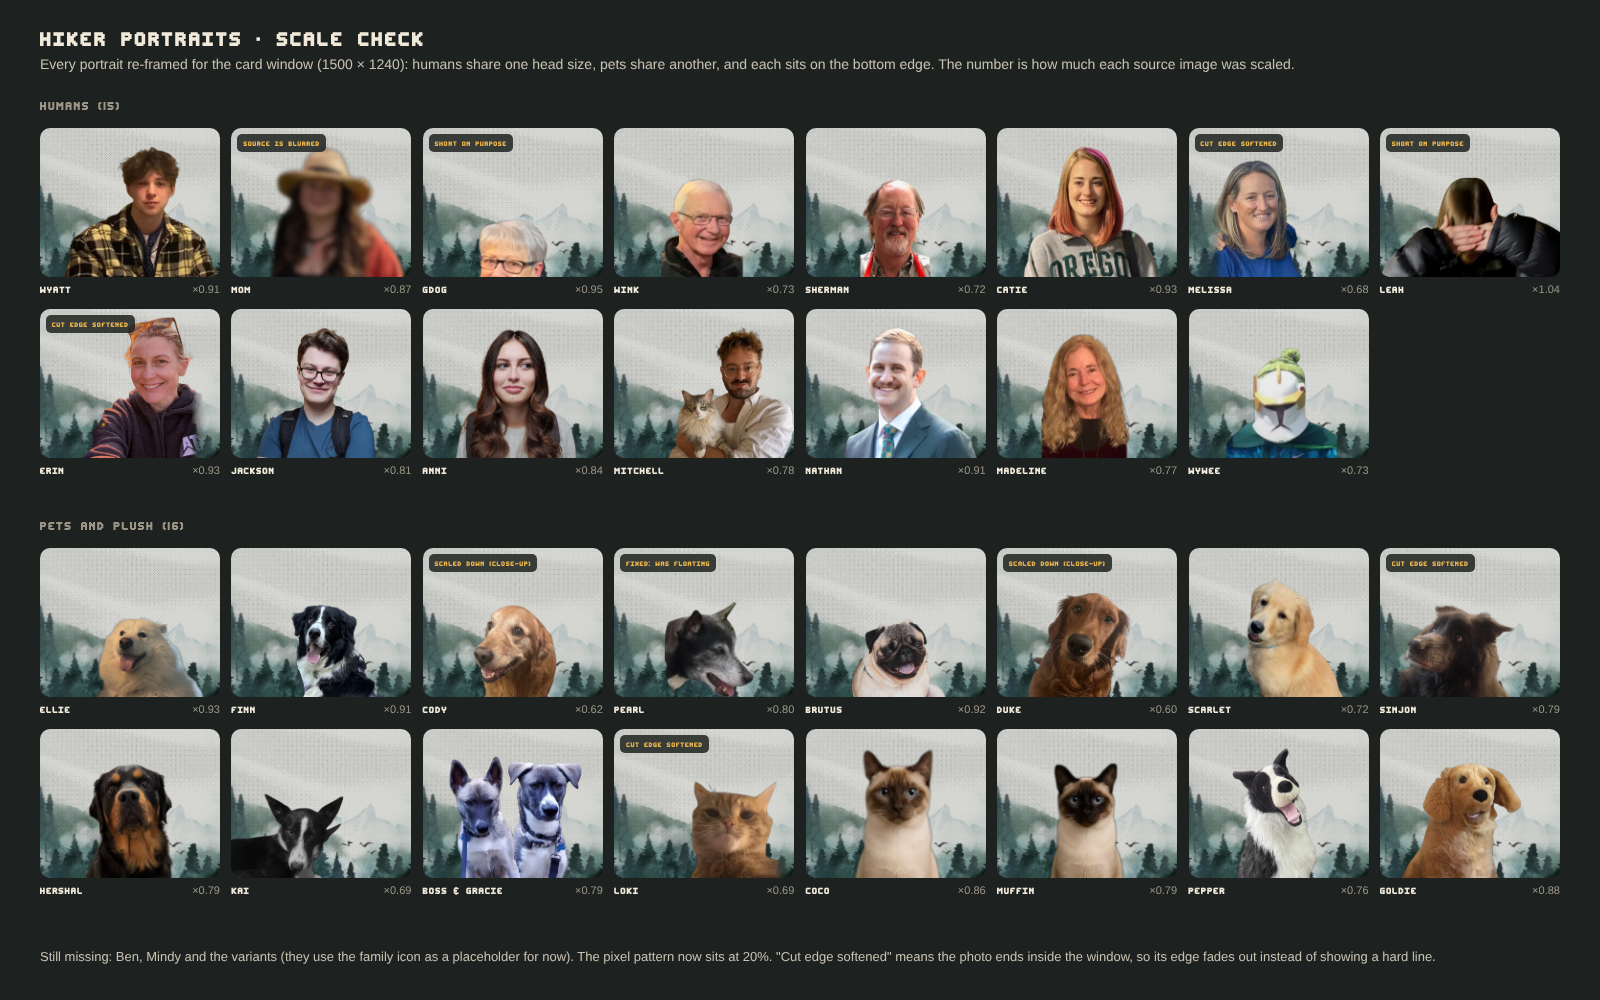 HIKER PORTRAITS · SCALE CHECK
Every portrait re-framed for the card window (1500 × 1240): humans share one head size, pets share another, and each sits on the bottom edge. The number is how much each source image was scaled.
HUMANS (15)
SOURCE IS BLURRED
SHORT ON PURPOSE
CUT EDGE SOFTENED
SHORT ON PURPOSE
OREGO
WYATT ×0.91
MOM ×0.87
GDOG ×0.95
WINK ×0.73
SHERMAN ×0.72
CATIE ×0.93
MELISSA ×0.68
LEAH ×1.04
CUT EDGE SOFTENED
ERIN ×0.93
JACKSON ×0.81
ANNI ×0.84
MITCHELL ×0.78
NATHAN ×0.91
MADELINE ×0.77
WYWEE ×0.73
PETS AND PLUSH (16)
SCALED DOWN (CLOSE-UP)
FIXED: WAS FLOATING
SCALED DOWN (CLOSE-UP)
CUT EDGE SOFTENED
ELLIE ×0.93
FINN ×0.91
CODY ×0.62
PEARL ×0.80
BRUTUS ×0.92
DUKE ×0.60
SCARLET ×0.72
SINJON ×0.79
CUT EDGE SOFTENED
HERSHAL ×0.79
KAI ×0.69
BOSS & GRACIE ×0.79
LOKI ×0.69
COCO ×0.86
MUFFIN ×0.79
PEPPER ×0.76
GOLDIE ×0.88
Still missing: Ben, Mindy and the variants (they use the family icon as a placeholder for now). The pixel pattern now sits at 20%. "Cut edge softened" means the photo ends inside the window, so its edge fades out instead of showing a hard line.